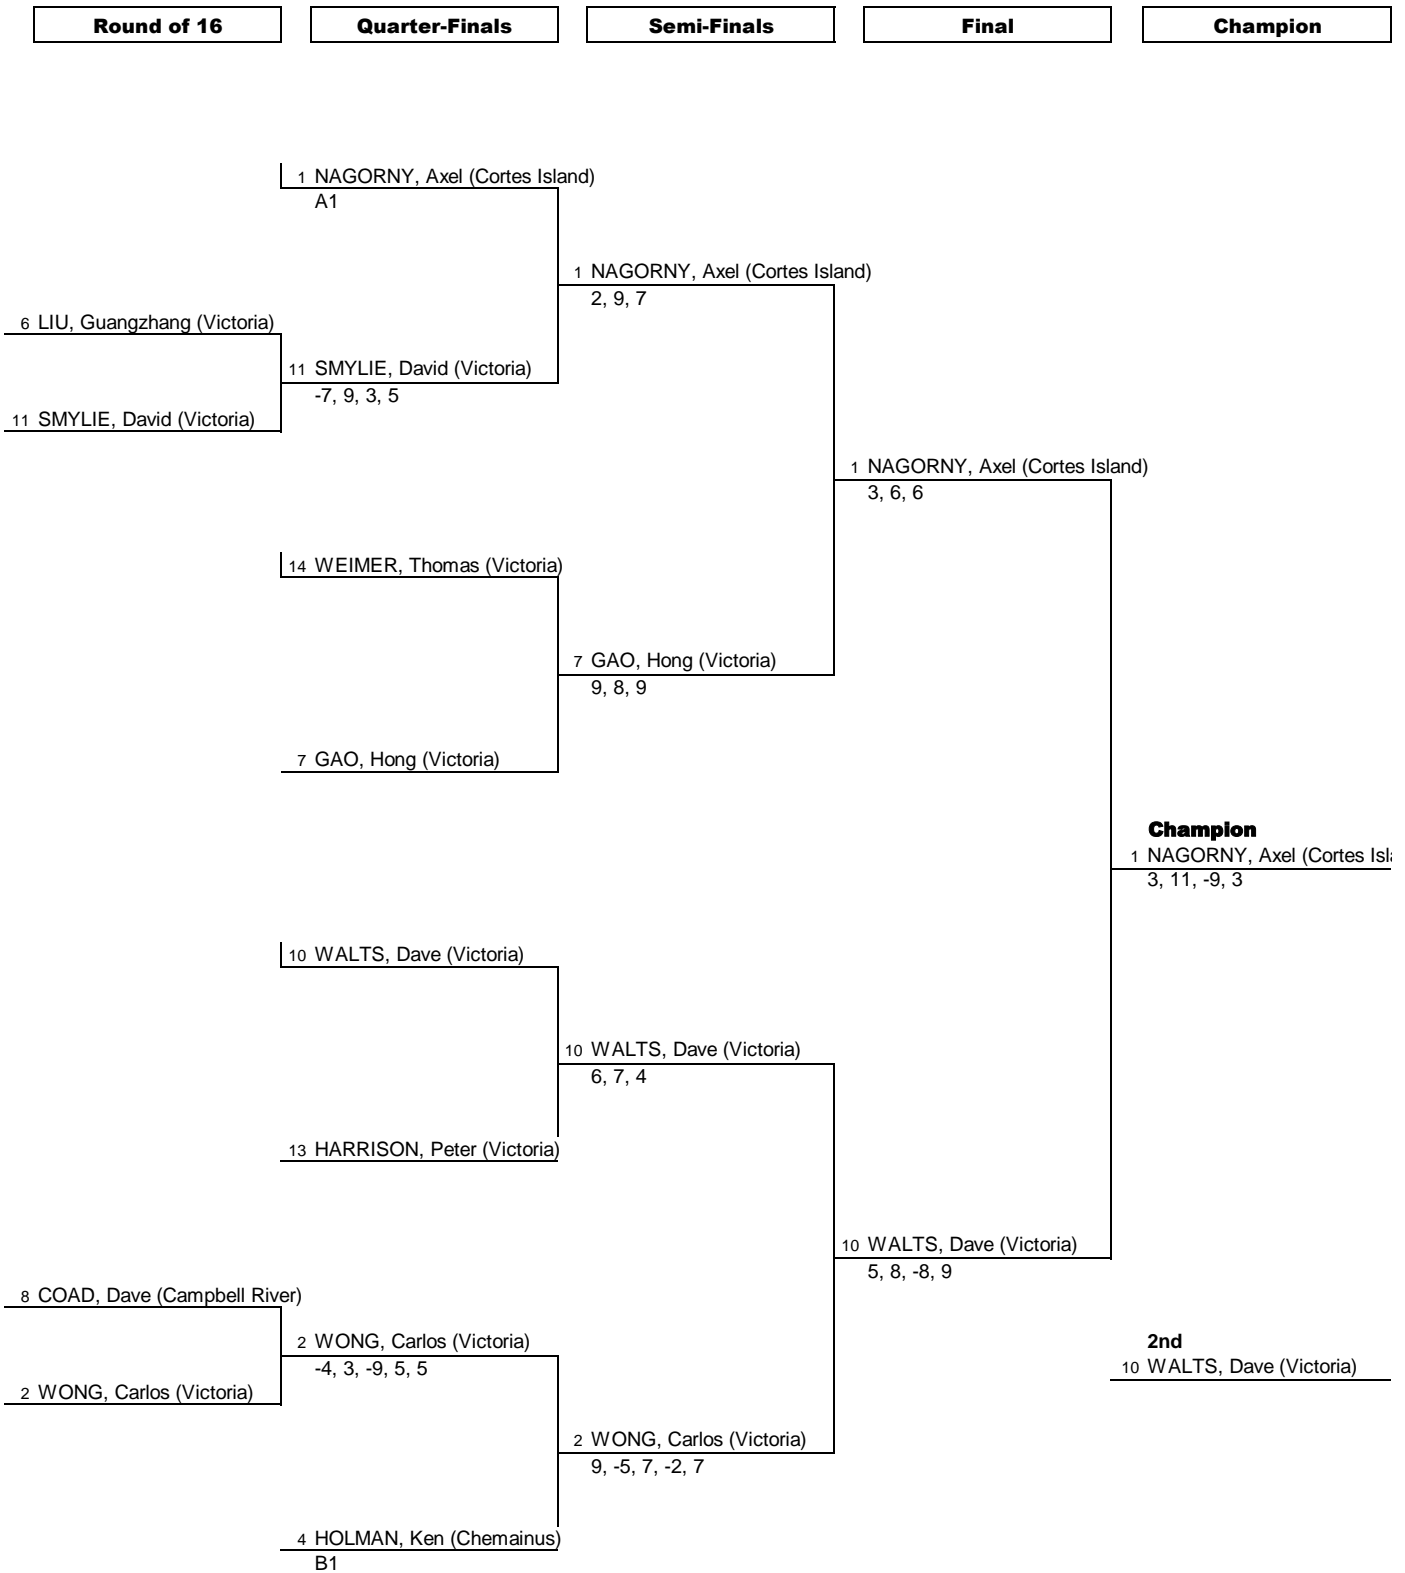 Round of 16 Quarter-Finals Semi-Finals Final Champion
1 NAGORNY, Axel (Cortes Island)
A1
1 NAGORNY, Axel (Cortes Island)
2, 9, 7
6 LIU, Guangzhang (Victoria)
11 SMYLIE, David (Victoria)
-7, 9, 3, 5
11 SMYLIE, David (Victoria)
1 NAGORNY, Axel (Cortes Island)
3, 6, 6
14 WEIMER, Thomas (Victoria)
7 GAO, Hong (Victoria)
9, 8, 9
7 GAO, Hong (Victoria)
Champion
1 NAGORNY, Axel (Cortes Isl
3, 11, -9, 3
10 WALTS, Dave (Victoria)
10 WALTS, Dave (Victoria)
6, 7, 4
13 HARRISON, Peter (Victoria)
10 WALTS, Dave (Victoria)
5, 8, -8, 9
8 COAD, Dave (Campbell River)
2 WONG, Carlos (Victoria)
-4, 3, -9, 5, 5
2nd
10 WALTS, Dave (Victoria)
2 WONG, Carlos (Victoria)
2 WONG, Carlos (Victoria)
9, -5, 7, -2, 7
4 HOLMAN, Ken (Chemainus)
B1